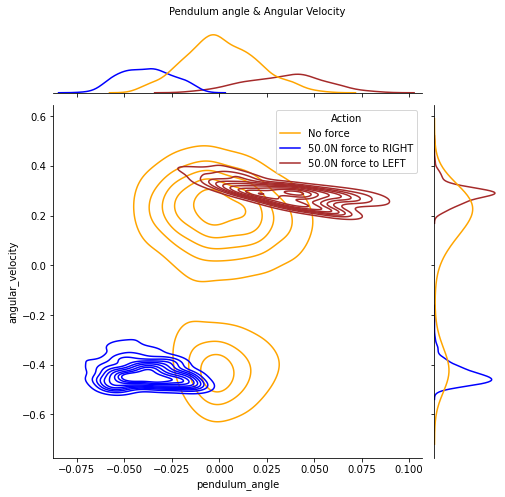 Pendulum angle & Angular Velocity
Action
No force
50.0N force to RIGHT
50.0N force to LEFT
0.6
0.4
0.2
0.0
−0.2
−0.4
−0.6
angular_velocity
−0.075
−0.050
−0.025
0.000
0.025
0.050
0.075
0.100
pendulum_angle